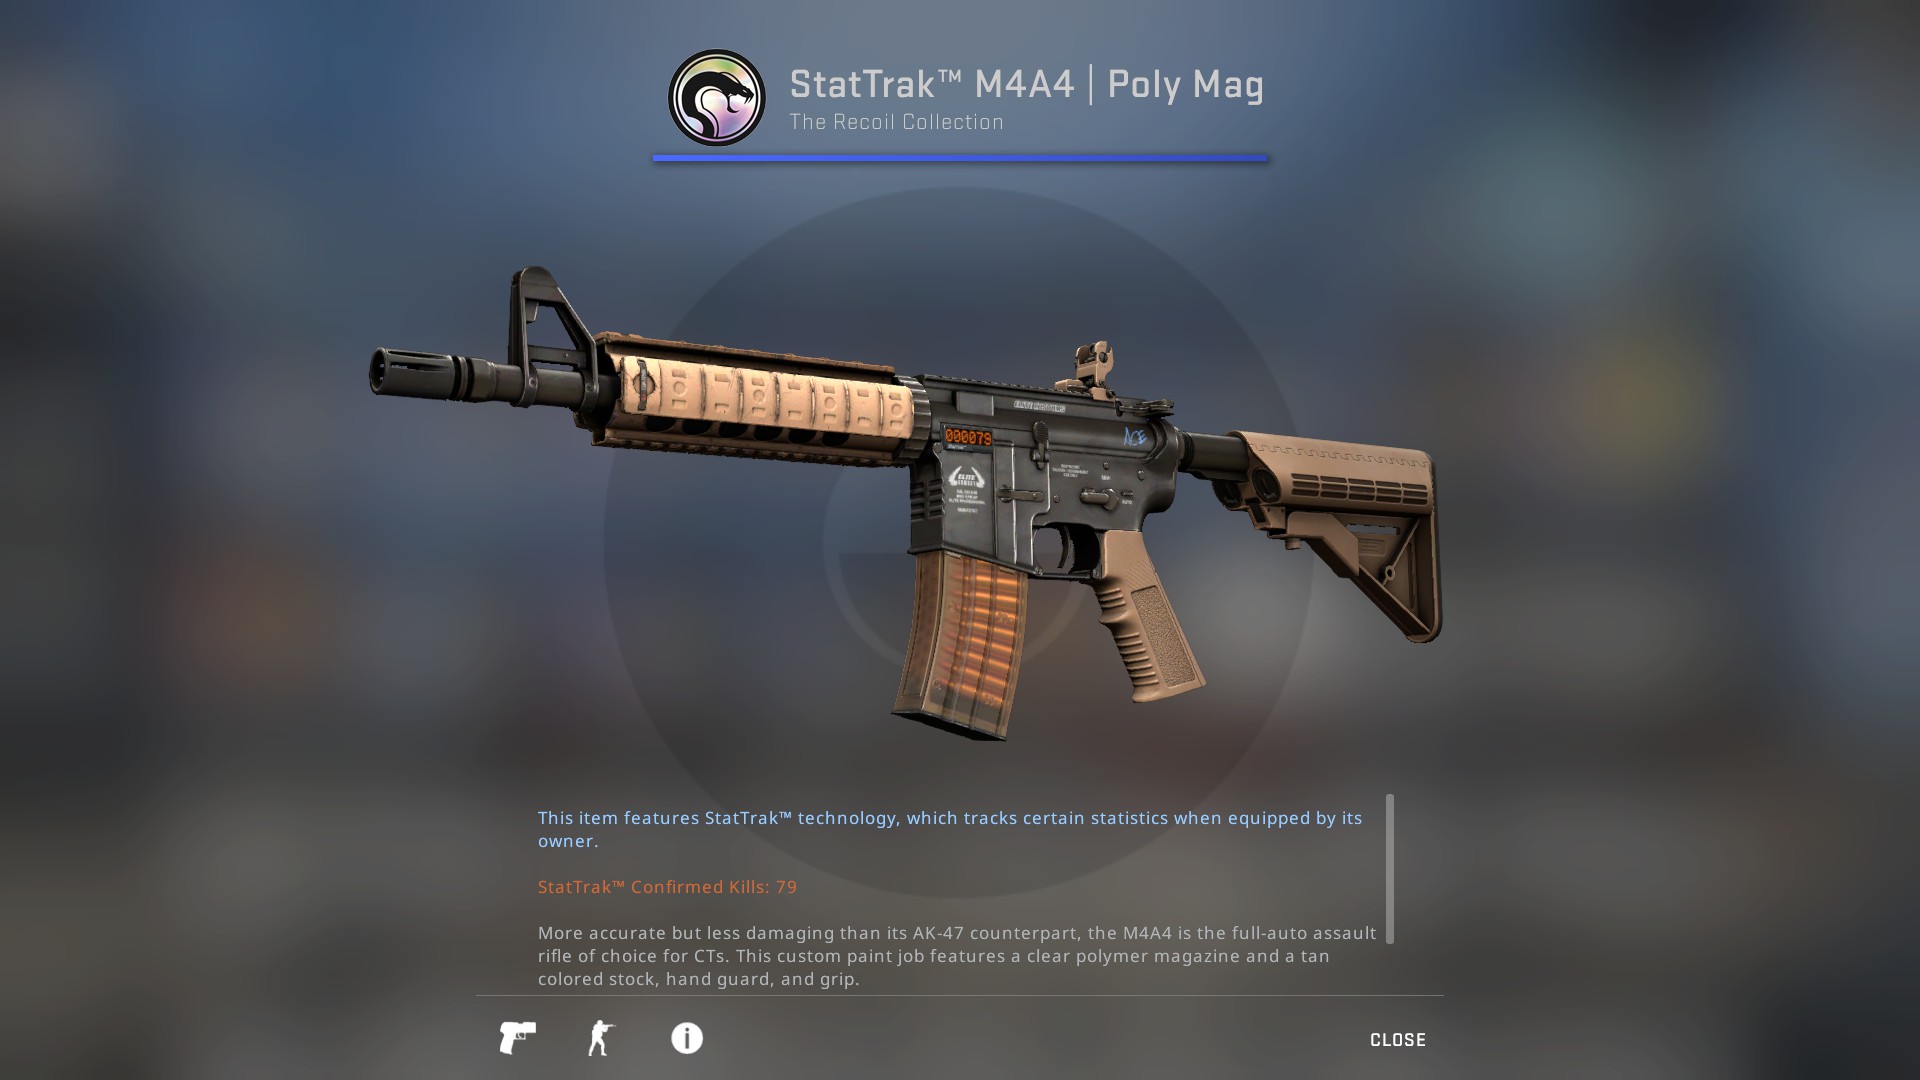 StatTrak™ M4A4 | Poly Mag
The Recoil Collection
000079
ACE
ELITE
AUTO
This item features StatTrak™ technology, which tracks certain statistics when equipped by its
owner.
StatTrak™ Confirmed Kills: 79
More accurate but less damaging than its AK-47 counterpart, the M4A4 is the full-auto assault
rifle of choice for CTs. This custom paint job features a clear polymer magazine and a tan
colored stock, hand guard, and grip.
CLOSE